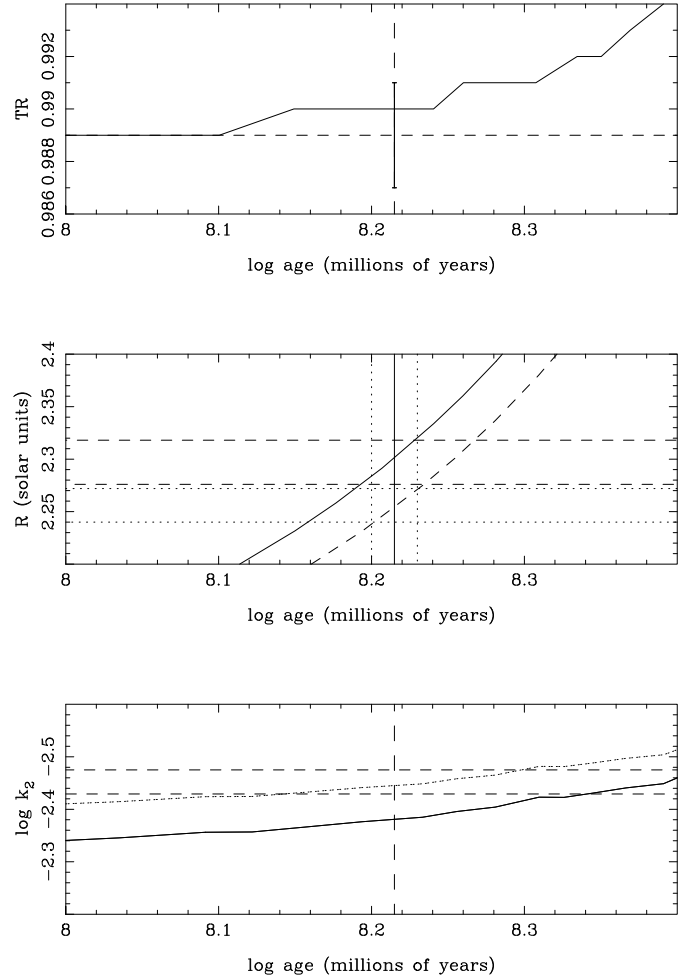 0.986 0.988 0.99 0.992
TR
8 8.1 8.2 8.3
log age (millions of years)
2.25 2.3 2.35 2.4
R (solar units)
8 8.1 8.2 8.3
log age (millions of years)
−2.5
−2.4
−2.3
log k2
8 8.1 8.2 8.3
log age (millions of years)